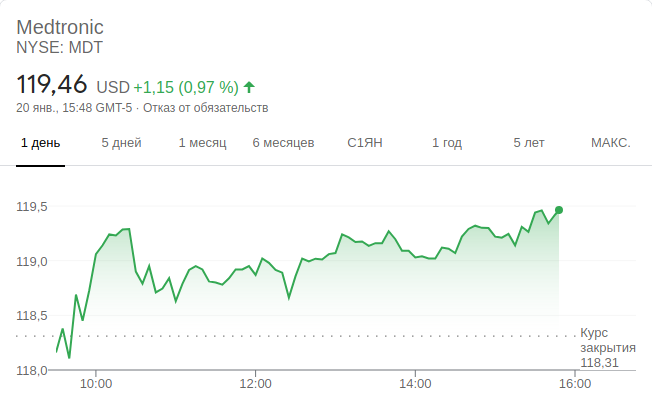 Medtronic
NYSE: MDT
119,46 USD +1,15 (0,97 %)
20 янв., 15:48 GMT-5 · Отказ от обязательств
1 день 5 дней 1 месяц 6 месяцев С1ЯН 1 год 5 лет МАКС.
119,5
119,0
118,5
Курс
закрытия
118,31
118,0
10:00 12:00 14:00 16:00